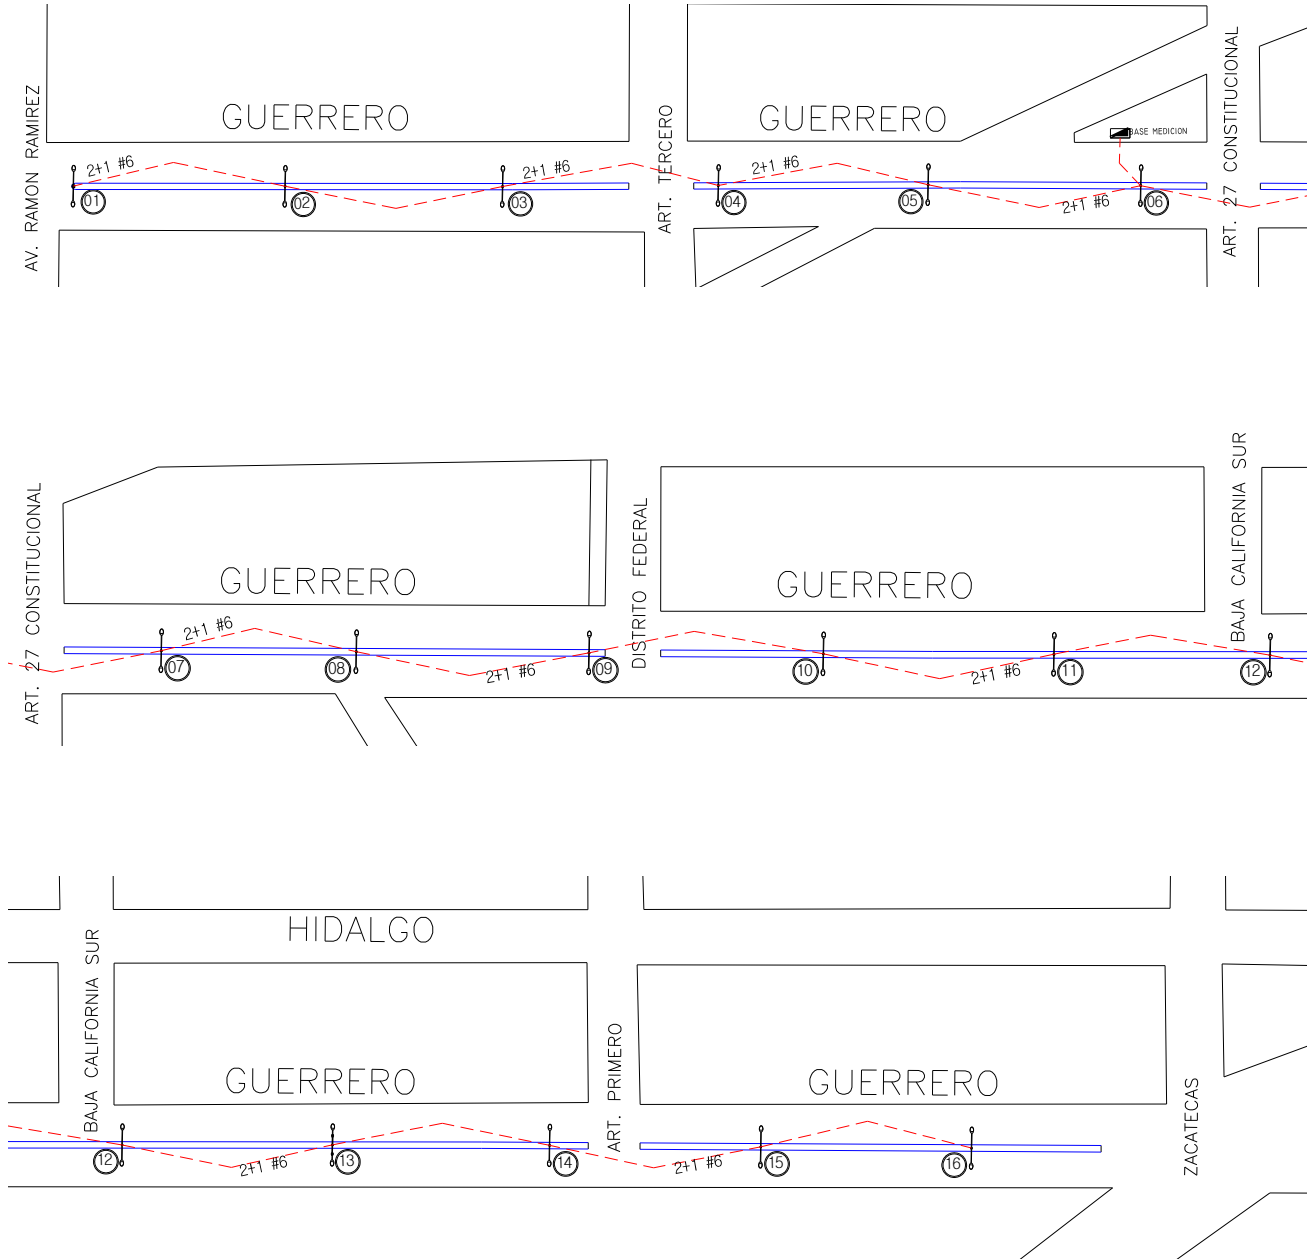 AV. RAMON RAMIREZ
GUERRERO
ART. TERCERO
GUERRERO
BASE MEDICION
ART. 27 CONSTITUCIONAL
2+1 #6
2+1 #6
2+1 #6
2+1 #6
01
02
03
04
05
06
ART. 27 CONSTITUCIONAL
GUERRERO
DISTRITO FEDERAL
GUERRERO
BAJA CALIFORNIA SUR
2+1 #6
2+1 #6
2+1 #6
07
08
09
10
11
12
HIDALGO
BAJA CALIFORNIA SUR
GUERRERO
ART. PRIMERO
GUERRERO
ZACATECAS
2+1 #6
2+1 #6
12
13
14
15
16